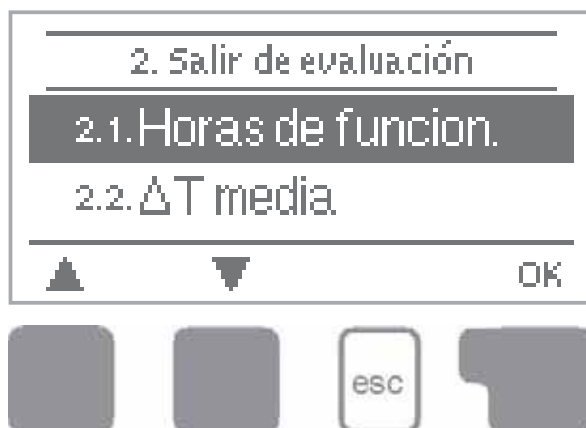 2. Salir de evaluación
2.1. Horas de funcion.
2.2. ΔT media
▲ ▼ OK
esc